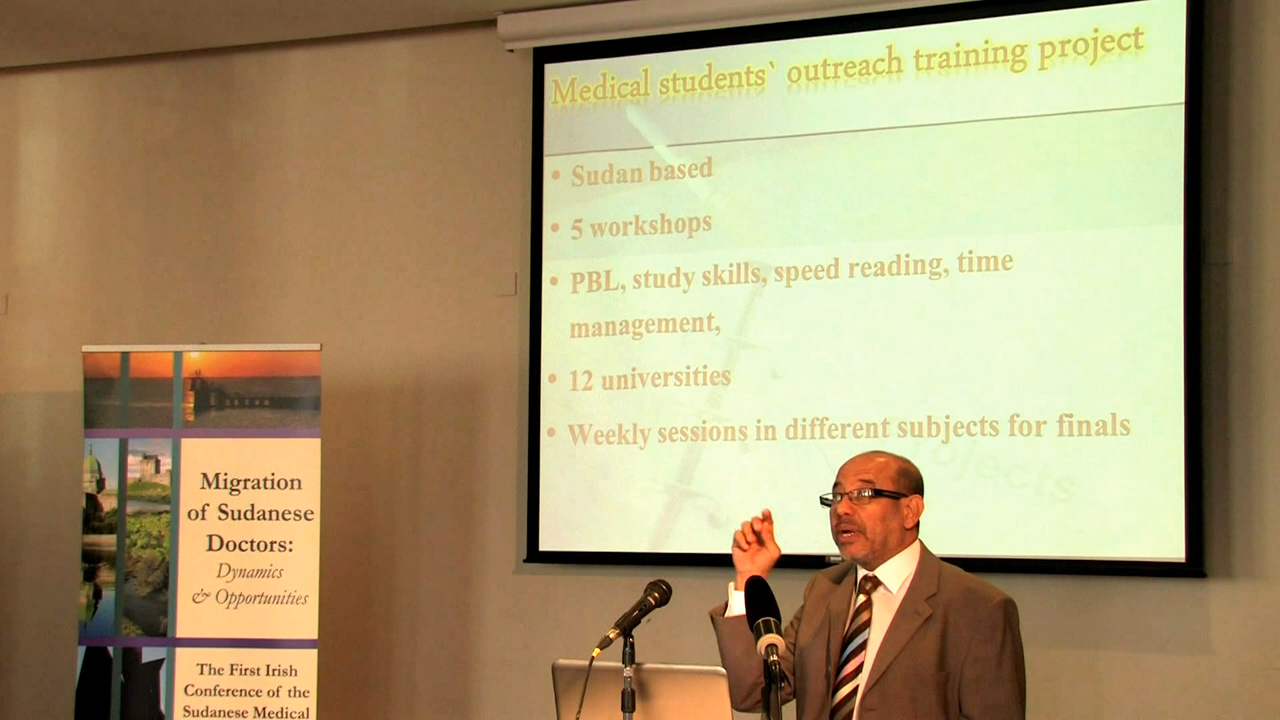 Medical students` outreach training project
• Sudan based
• 5 workshops
• PBL, study skills, speed reading, time
management,
• 12 universities
• Weekly sessions in different subjects for finals
Migration
of Sudanese
Doctors:
Dynamics
& Opportunities
The First Irish
Conference of the
Sudanese Medical